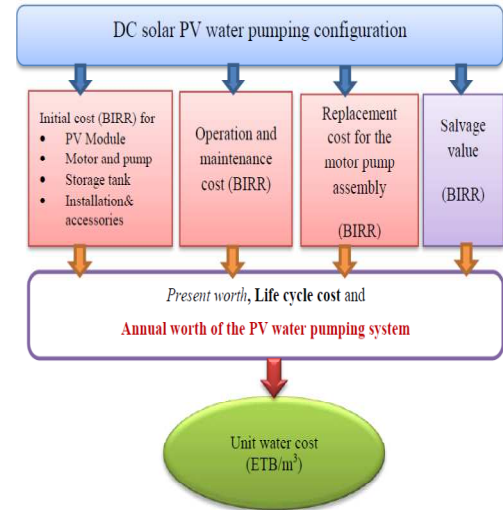 DC solar PV water pumping configuration
Initial cost (BIRR) for
• PV Module
• Motor and pump
• Storage tank
• Installation&
accessories
Operation and
maintenance
cost (BIRR)
Replacement
cost for the
motor pump
assembly
(BIRR)
Salvage
value
(BIRR)
Present worth, Life cycle cost and
Annual worth of the PV water pumping system
Unit water cost
(ETB/m³)